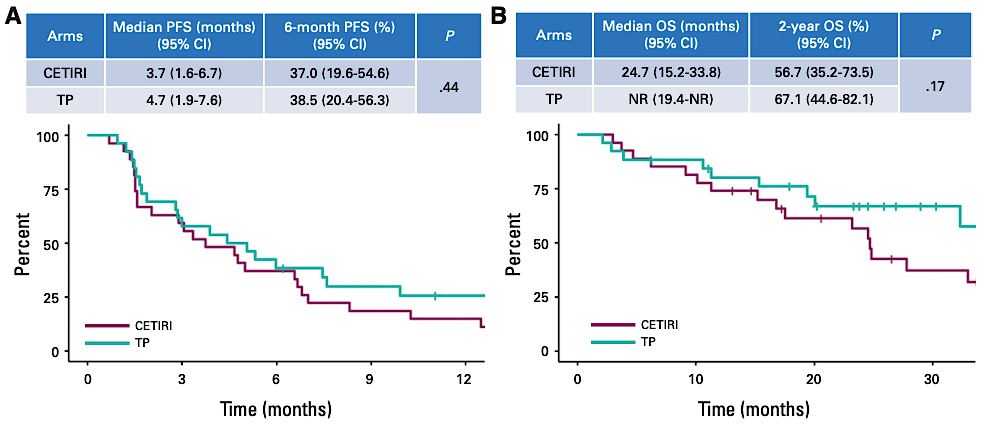 A
Arms
Median PFS (months)
(95% CI)
6-month PFS (%)
(95% CI)
P
CETIRI
3.7 (1.6-6.7)
37.0 (19.6-54.6)
.44
TP
4.7 (1.9-7.6)
38.5 (20.4-56.3)
100
75
50
25
0
Percent
CETIRI
TP
0
3
6
9
12
Time (months)
B
Arms
Median OS (months)
(95% CI)
2-year OS (%)
(95% CI)
P
CETIRI
24.7 (15.2-33.8)
56.7 (35.2-73.5)
.17
TP
NR (19.4-NR)
67.1 (44.6-82.1)
100
75
50
25
0
Percent
CETIRI
TP
0
10
20
30
Time (months)